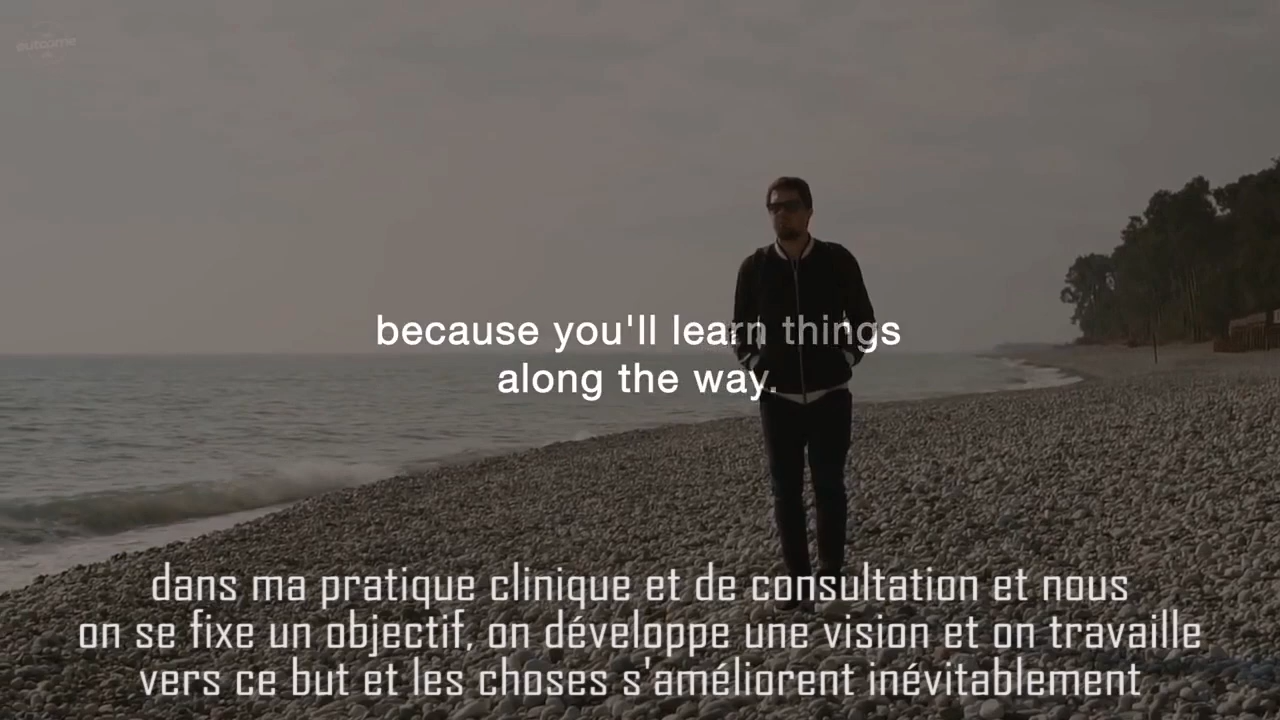 outcome
because you'll learn things
along the way.
dans ma pratique clinique et de consultation et nous
on se fixe un objectif, on développe une vision et on travaille
vers ce but et les choses s'améliorent inévitablement